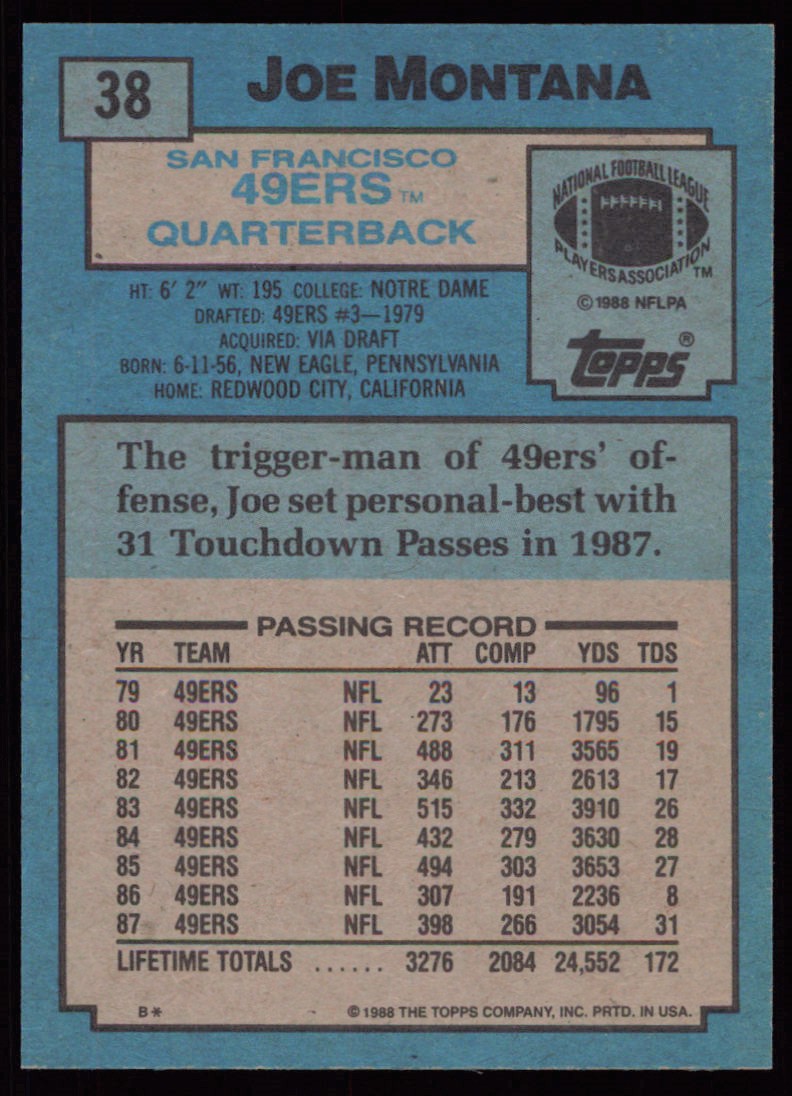 38
JOE MONTANA
SAN FRANCISCO
49ERS TM
QUARTERBACK
NATIONAL FOOTBALL LEAGUE
PLAYERS ASSOCIATION TM
© 1988 NFLPA
topps®
HT: 6' 2" WT: 195 COLLEGE: NOTRE DAME
DRAFTED: 49ERS #3—1979
ACQUIRED: VIA DRAFT
BORN: 6-11-56, NEW EAGLE, PENNSYLVANIA
HOME: REDWOOD CITY, CALIFORNIA
The trigger-man of 49ers' of-
fense, Joe set personal-best with
31 Touchdown Passes in 1987.
PASSING RECORD
YR TEAM ATT COMP YDS TDS
79 49ERS NFL 23 13 96 1
80 49ERS NFL 273 176 1795 15
81 49ERS NFL 488 311 3565 19
82 49ERS NFL 346 213 2613 17
83 49ERS NFL 515 332 3910 26
84 49ERS NFL 432 279 3630 28
85 49ERS NFL 494 303 3653 27
86 49ERS NFL 307 191 2236 8
87 49ERS NFL 398 266 3054 31
LIFETIME TOTALS ...... 3276 2084 24,552 172
B* © 1988 THE TOPPS COMPANY, INC. PRTD. IN USA.